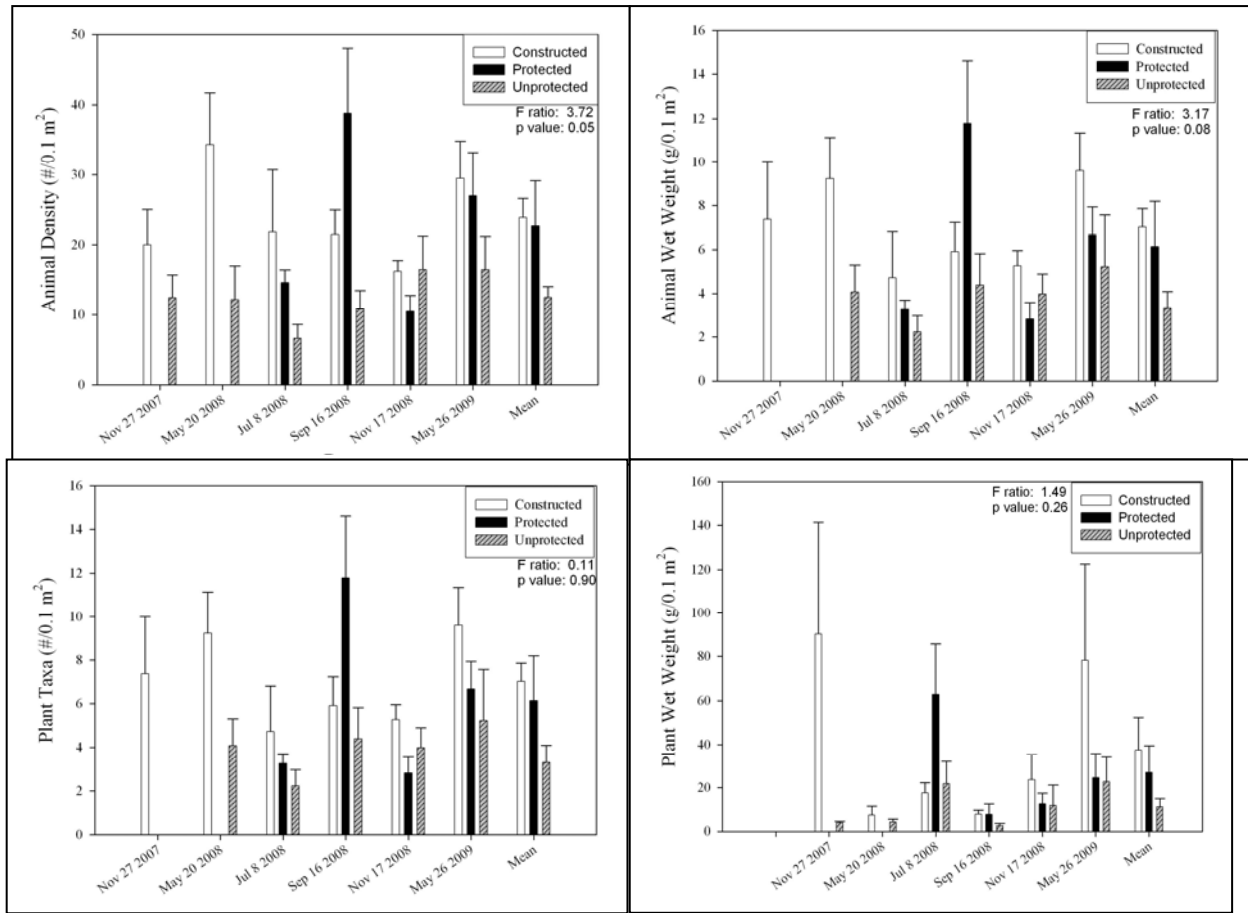 50
40
30
20
10
0
Animal Density (#/0.1 m²)
Constructed
Protected
Unprotected
F ratio: 3.72
p value: 0.05
Nov 27 2007
May 20 2008
Jul 8 2008
Sep 16 2008
Nov 17 2008
May 26 2009
Mean
16
14
12
10
8
6
4
2
0
Animal Wet Weight (g/0.1 m²)
Constructed
Protected
Unprotected
F ratio: 3.17
p value: 0.08
Nov 27 2007
May 20 2008
Jul 8 2008
Sep 16 2008
Nov 17 2008
May 26 2009
Mean
16
14
12
10
8
6
4
2
0
Plant Taxa (#/0.1 m²)
Constructed
Protected
Unprotected
F ratio: 0.11
p value: 0.90
Nov 27 2007
May 20 2008
Jul 8 2008
Sep 16 2008
Nov 17 2008
May 26 2009
Mean
160
140
120
100
80
60
40
20
0
Plant Wet Weight (g/0.1 m²)
F ratio: 1.49
p value: 0.26
Constructed
Protected
Unprotected
Nov 27 2007
May 20 2008
Jul 8 2008
Sep 16 2008
Nov 17 2008
May 26 2009
Mean